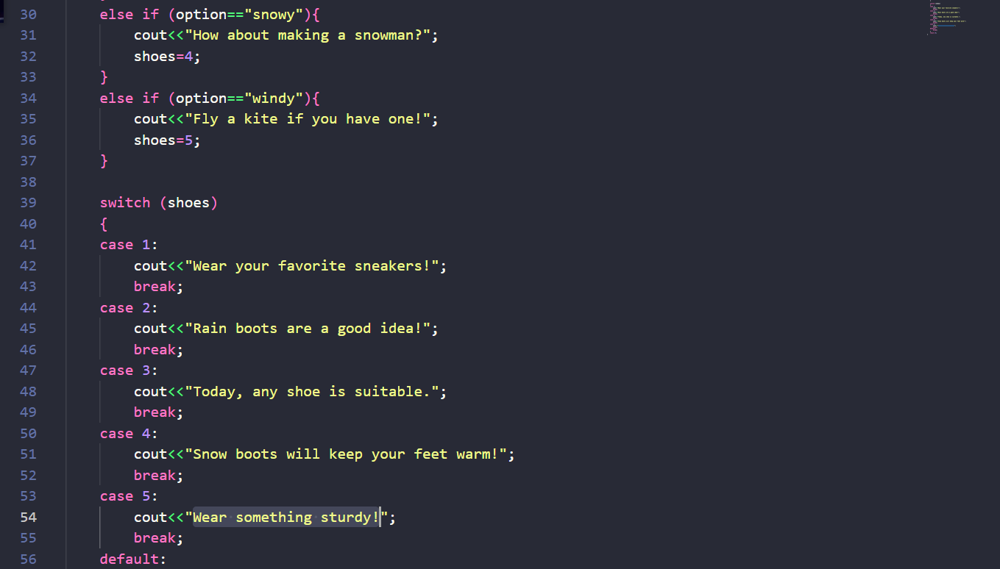 30 else if (option=="snowy"){
31 cout<<"How about making a snowman?";
32 shoes=4;
33 }
34 else if (option=="windy"){
35 cout<<"Fly a kite if you have one!";
36 shoes=5;
37 }
38
39 switch (shoes)
40 {
41 case 1:
42 cout<<"Wear your favorite sneakers!";
43 break;
44 case 2:
45 cout<<"Rain boots are a good idea!";
46 break;
47 case 3:
48 cout<<"Today, any shoe is suitable.";
49 break;
50 case 4:
51 cout<<"Snow boots will keep your feet warm!";
52 break;
53 case 5:
54 cout<<"Wear something sturdy!";
55 break;
56 default: